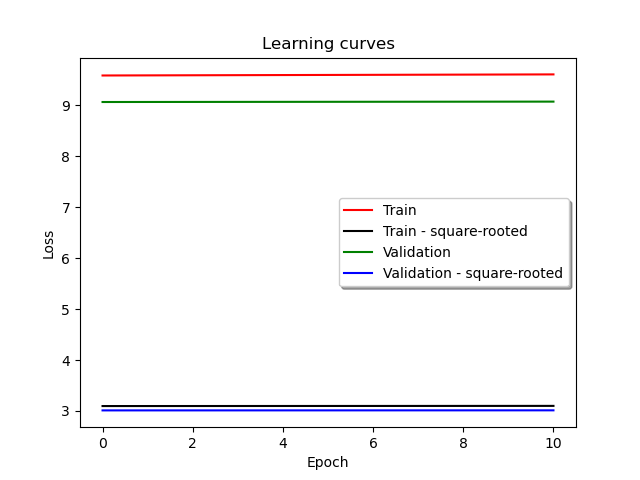 Learning curves
Loss
9
8
7
6
5
4
3
Train
Train - square-rooted
Validation
Validation - square-rooted
0 2 4 6 8 10
Epoch